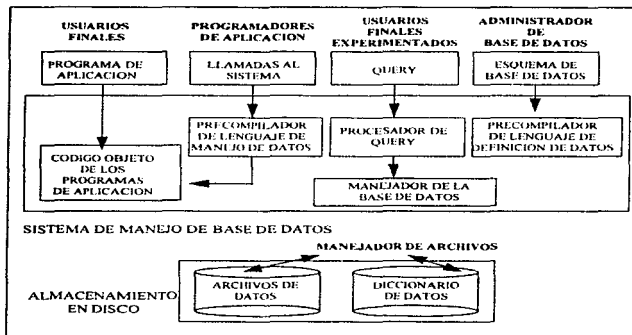 USUARIOS
FINALES
PROGRAMADORES
DE APLICACION
USUARIOS
FINALES
EXPERIMENTADOS
ADMINISTRADOR
DE
BASE DE DATOS
PROGRAMA DE
APLICACION
LLAMADAS AL
SISTEMA
QUERY
ESQUEMA DE
BASE DE DATOS
PRECOMPILADOR
DE LENGUAJE DE
MANEJO DE DATOS
PROCESADOR DE
QUERY
PRECOMPILADOR
DE LENGUAJE DE
DEFINICION DE DATOS
CODIGO OBJETO
DE LOS
PROGRAMAS
DE APLICACION
MANEJADOR DE LA
BASE DE DATOS
SISTEMA DE MANEJO DE BASE DE DATOS
MANEJADOR DE ARCHIVOS
ALMACENAMIENTO
EN DISCO
ARCHIVOS DE
DATOS
DICCIONARIO
DE DATOS